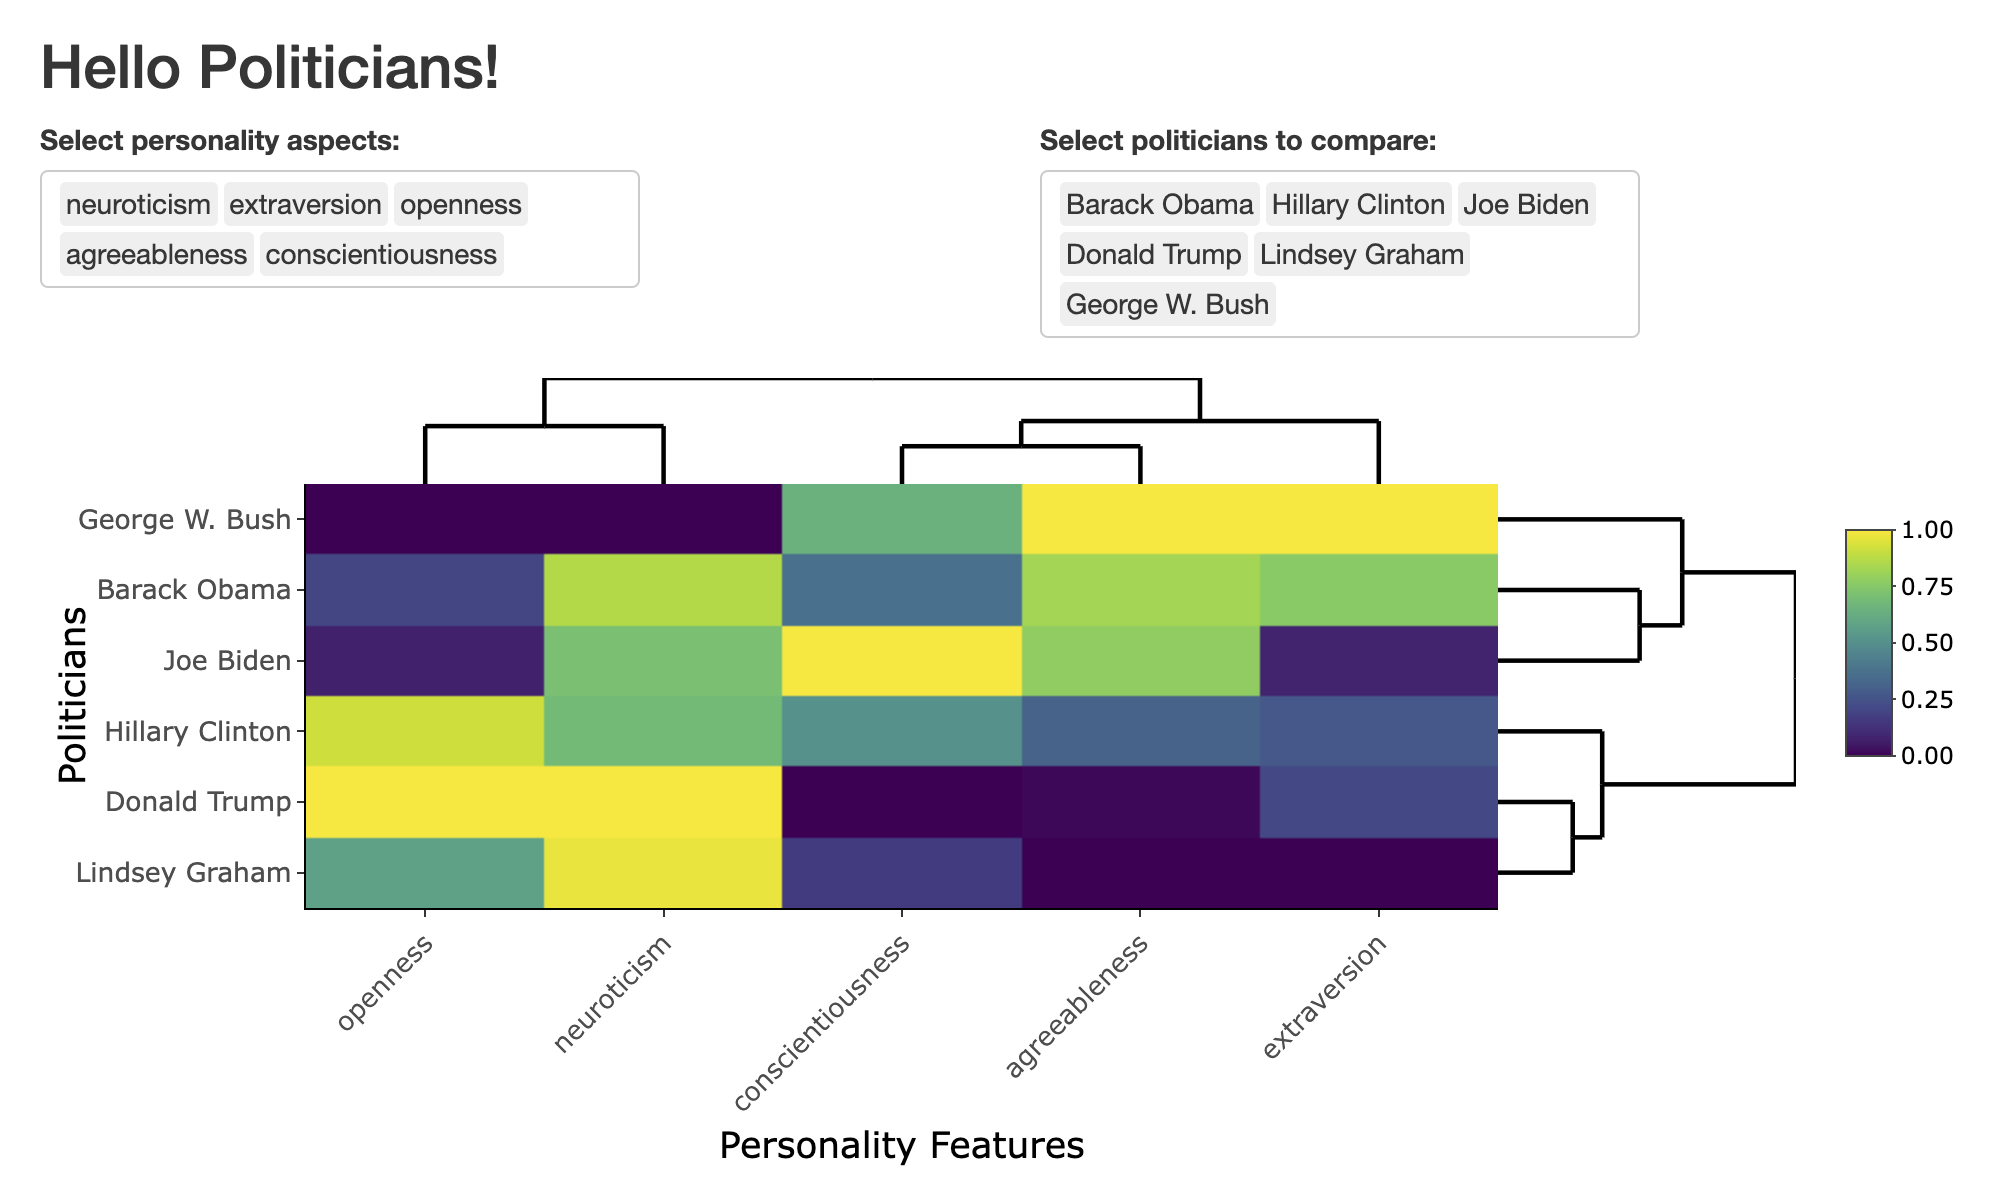 Hello Politicians!
Select personality aspects:
neuroticism extraversion openness
agreeableness conscientiousness
Select politicians to compare:
Barack Obama Hillary Clinton Joe Biden
Donald Trump Lindsey Graham
George W. Bush
Politicians
George W. Bush
Barack Obama
Joe Biden
Hillary Clinton
Donald Trump
Lindsey Graham
openness
neuroticism
conscientiousness
agreeableness
extraversion
Personality Features
1.00
0.75
0.50
0.25
0.00